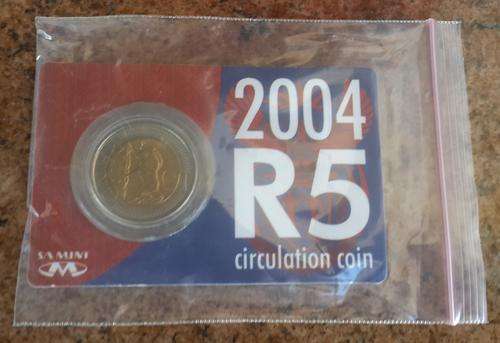 2004
R5
circulation coin
SA MINT